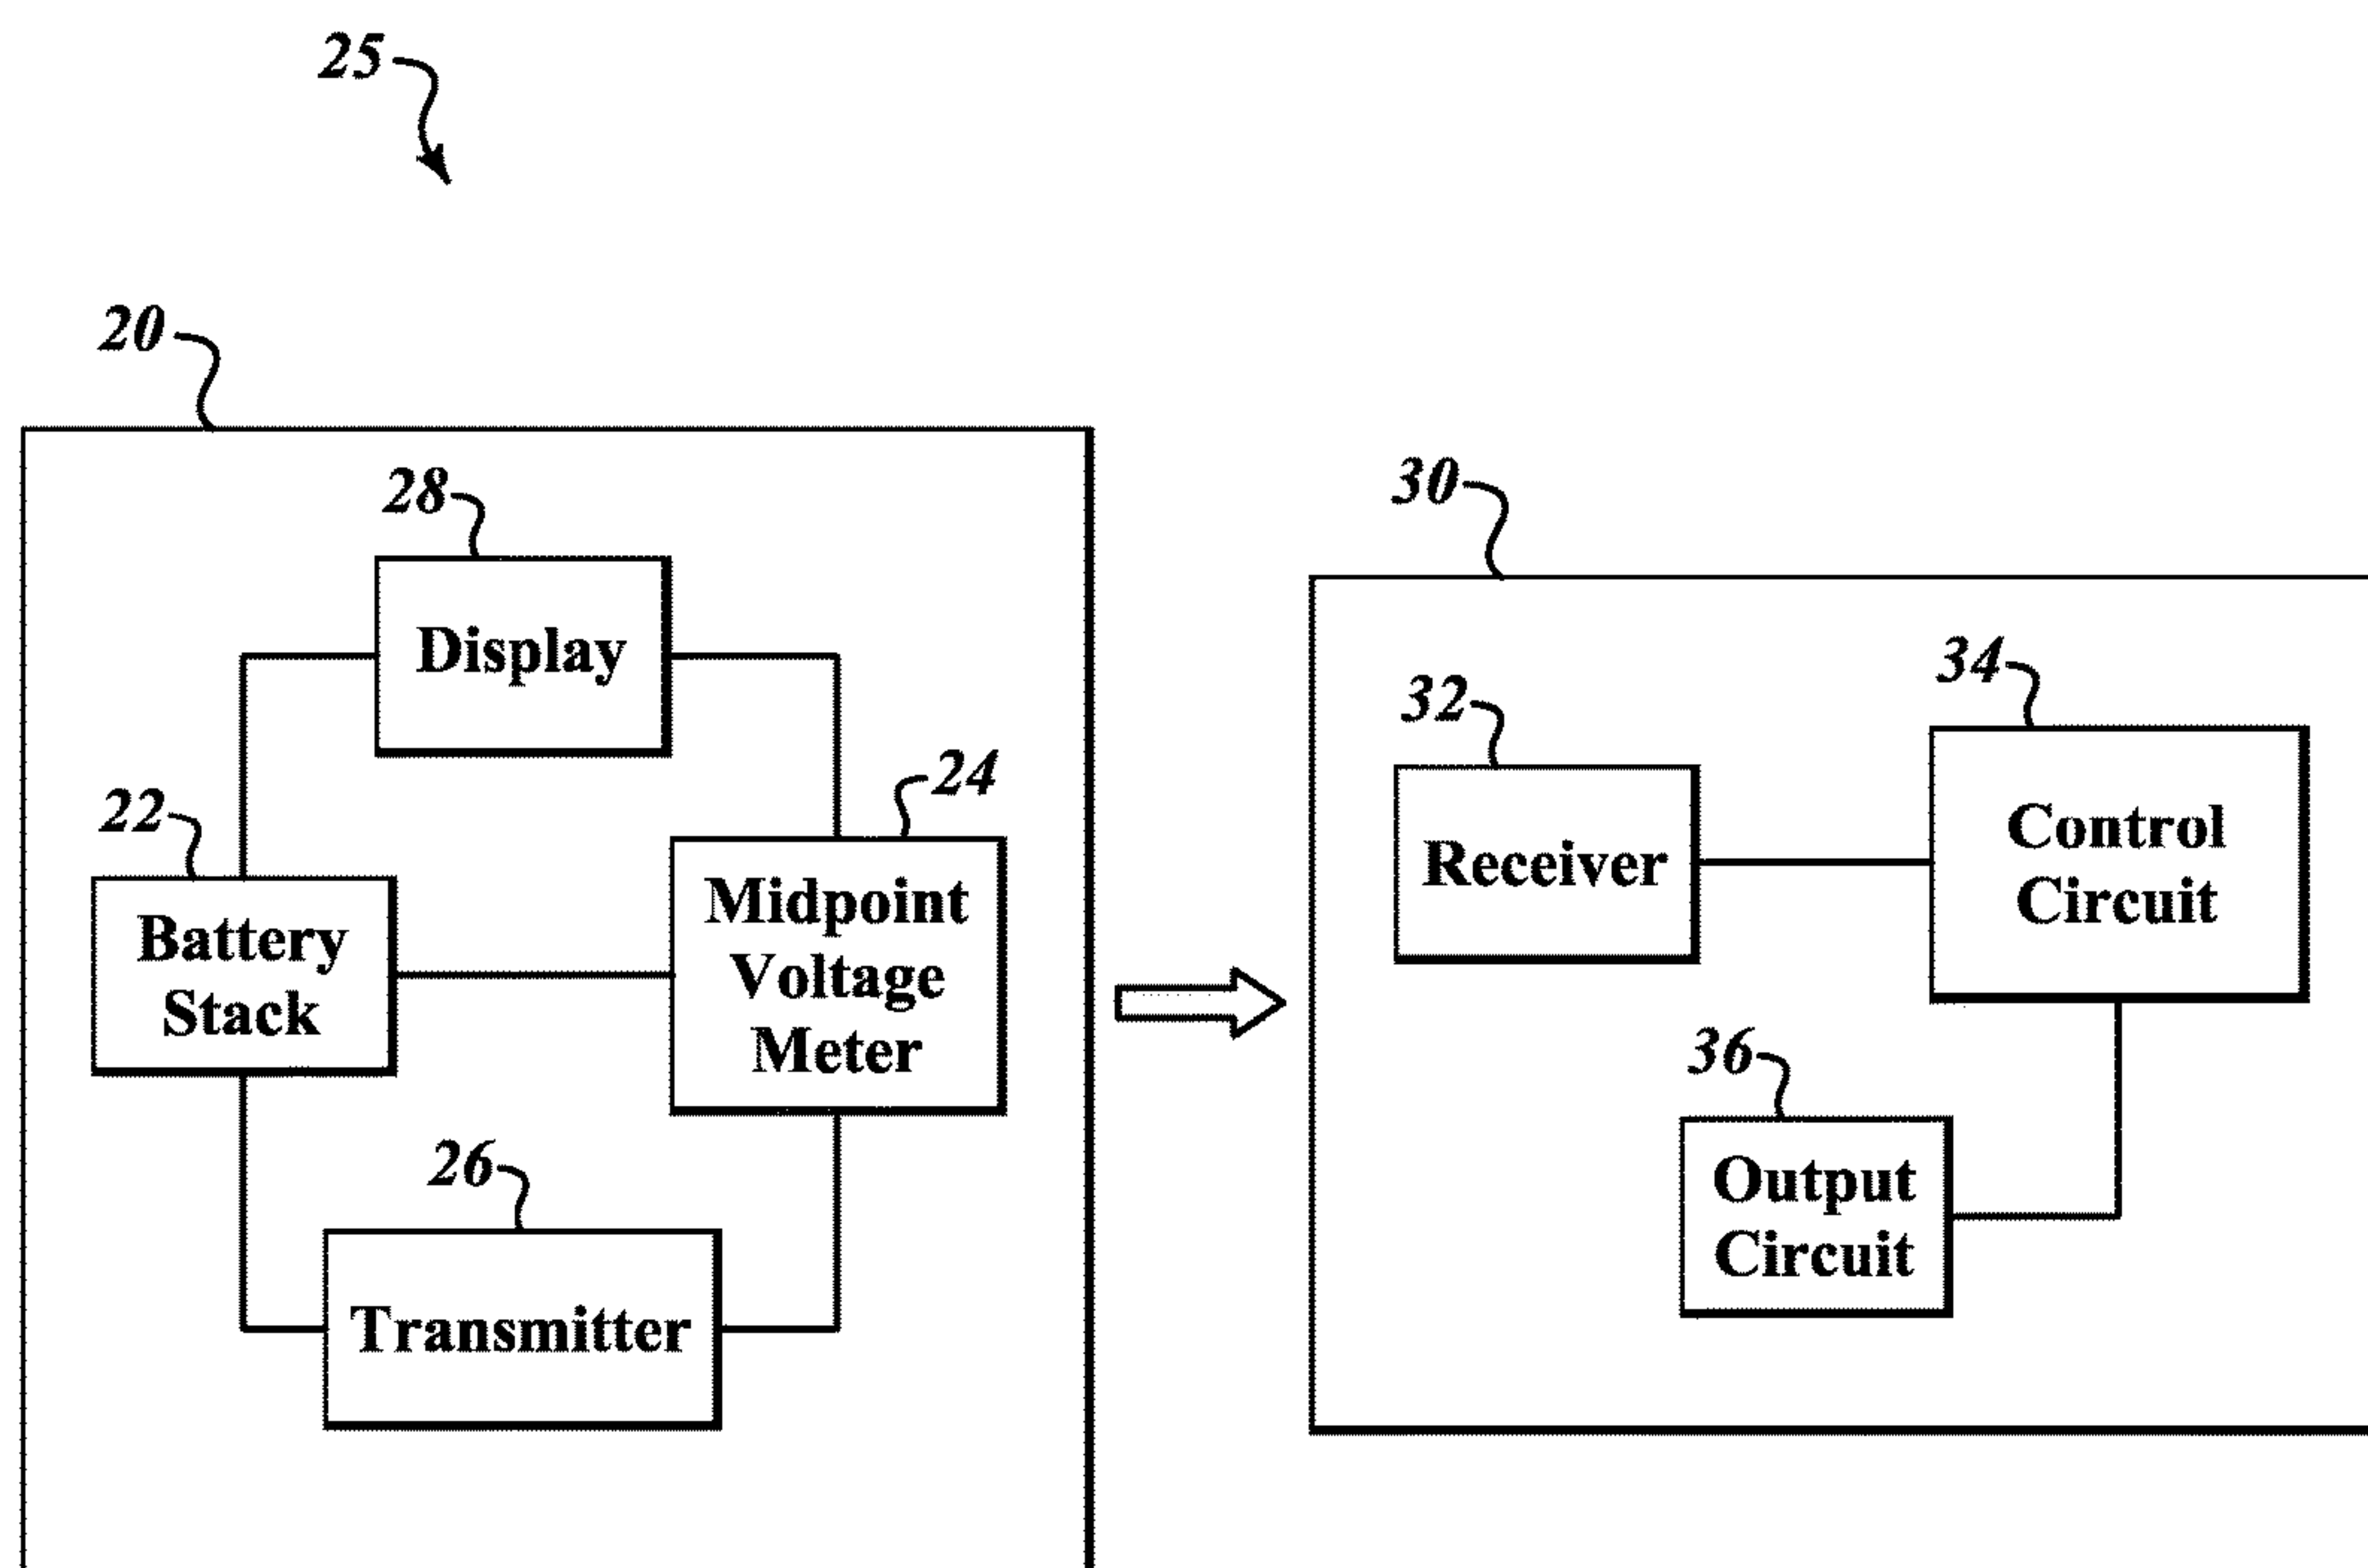 25
20
28
Display
22
Battery
Stack
24
Midpoint
Voltage
Meter
26
Transmitter
30
32
Receiver
34
Control
Circuit
36
Output
Circuit